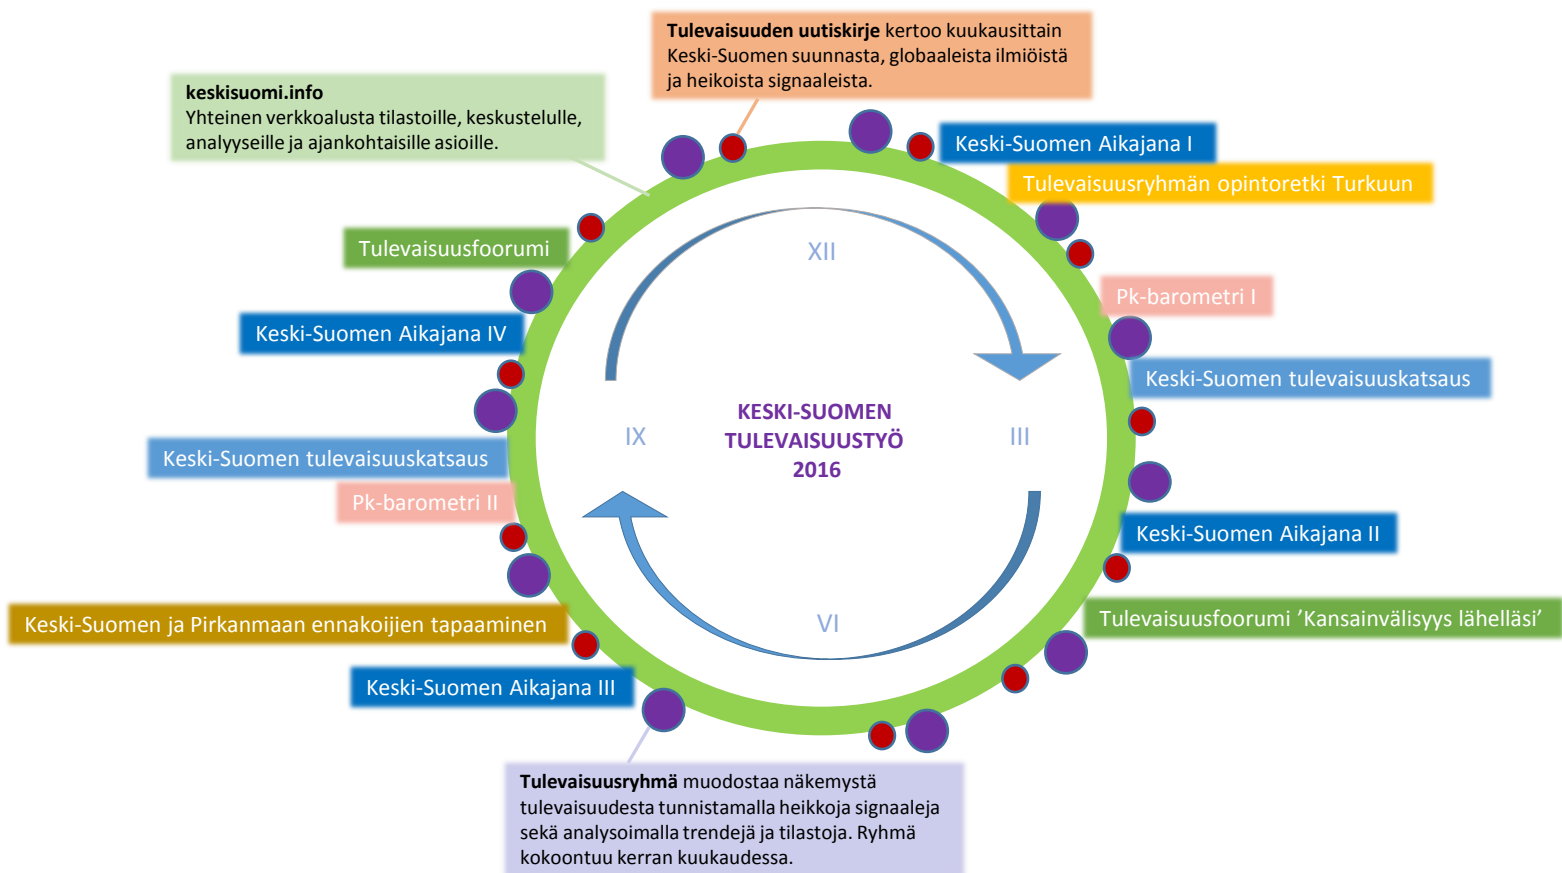 Tulevaisuuden uutiskirje kertoo kuukausittain
Keski-Suomen suunnasta, globaaleista ilmiöistä
ja heikoista signaaleista.
keskisuomi.info
Yhteinen verkkoalusta tilastoille, keskustelulle,
analyyseille ja ajankohtaisille asioille.
Keski-Suomen Aikajana I
Tulevaisuusryhmän opintoretki Turkuun
Tulevaisuusfoorumi
XII
Pk-barometri I
Keski-Suomen Aikajana IV
Keski-Suomen tulevaisuuskatsaus
KESKI-SUOMEN
TULEVAISUUSTYÖ
2016
IX
III
Keski-Suomen tulevaisuuskatsaus
Pk-barometri II
Keski-Suomen Aikajana II
Keski-Suomen ja Pirkanmaan ennakoijien tapaaminen
VI
Tulevaisuusfoorumi ’Kansainvälisyys lähelläsi’
Keski-Suomen Aikajana III
Tulevaisuusryhmä muodostaa näkemystä
tulevaisuudesta tunnistamalla heikkoja signaaleja
sekä analysoimalla trendejä ja tilastoja. Ryhmä
kokoontuu kerran kuukaudessa.